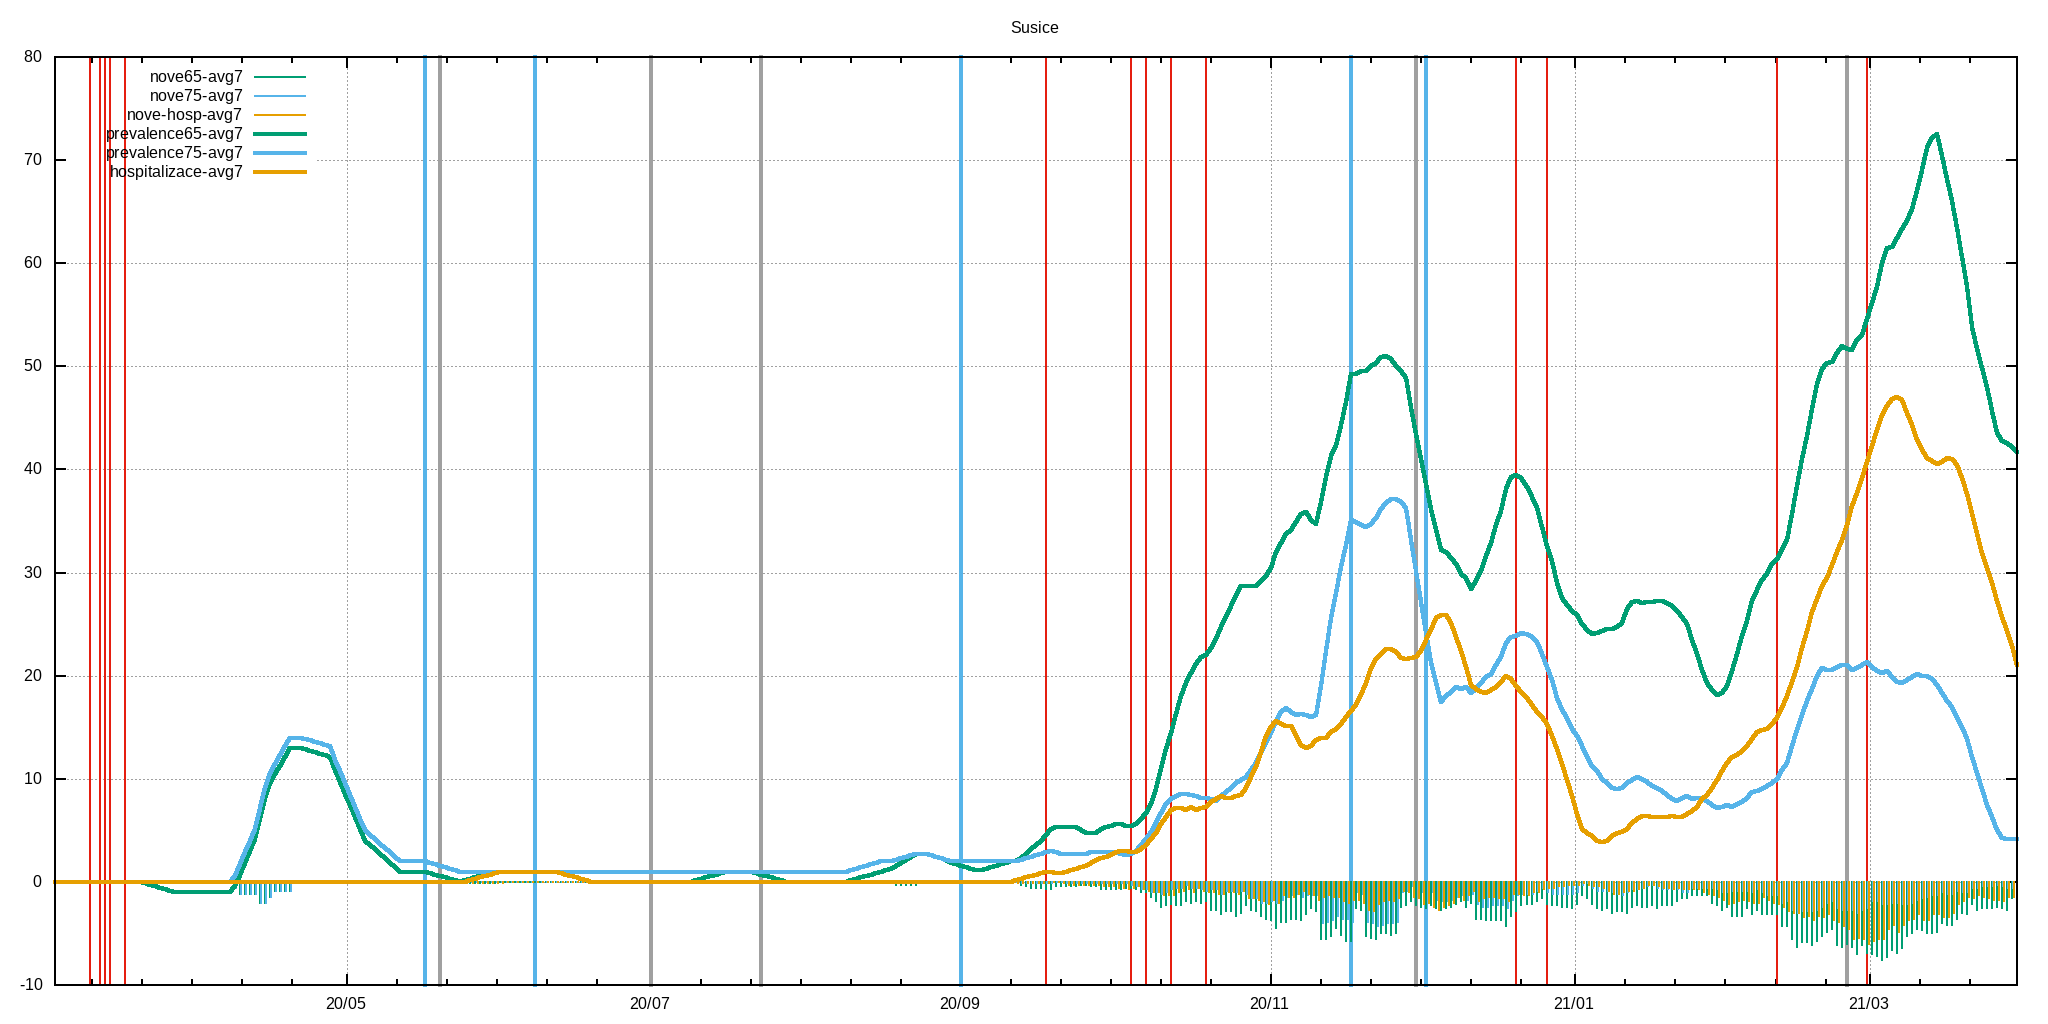 Susice
80
nove65-avg7
nove75-avg7
nove-hosp-avg7
prevalence65-avg7
prevalence75-avg7
hospitalizace-avg7
70
60
50
40
30
20
10
0
-10
20/05 20/07 20/09 20/11 21/01 21/03